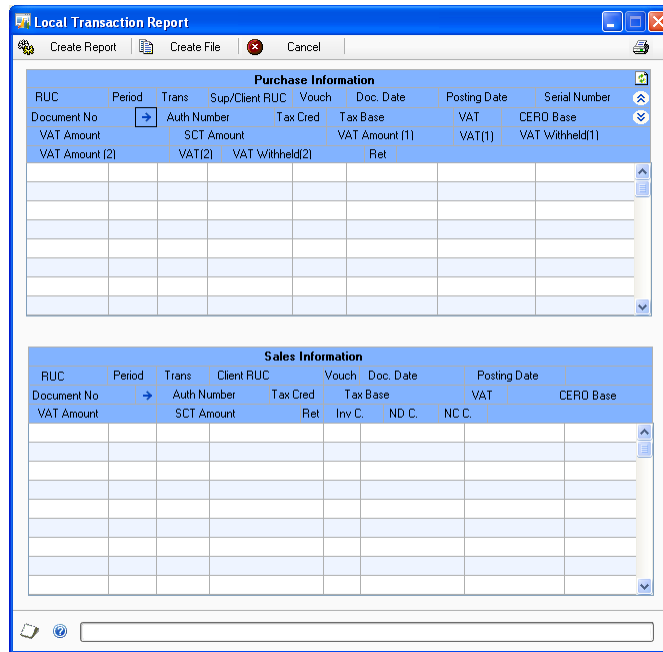 Local Transaction Report
Create Report Create File Cancel
Purchase Information
RUC Period Trans Sup/Client RUC Vouch Doc. Date Posting Date Serial Number
Document No Auth Number Tax Cred Tax Base VAT CERO Base
VAT Amount SCT Amount VAT Amount (1) VAT(1) VAT Withheld(1)
VAT Amount (2) VAT(2) VAT Withheld(2) Ret
Sales Information
RUC Period Trans Client RUC Vouch Doc. Date Posting Date
Document No Auth Number Tax Cred Tax Base VAT CERO Base
VAT Amount SCT Amount Ret Inv C. ND C. NC C.